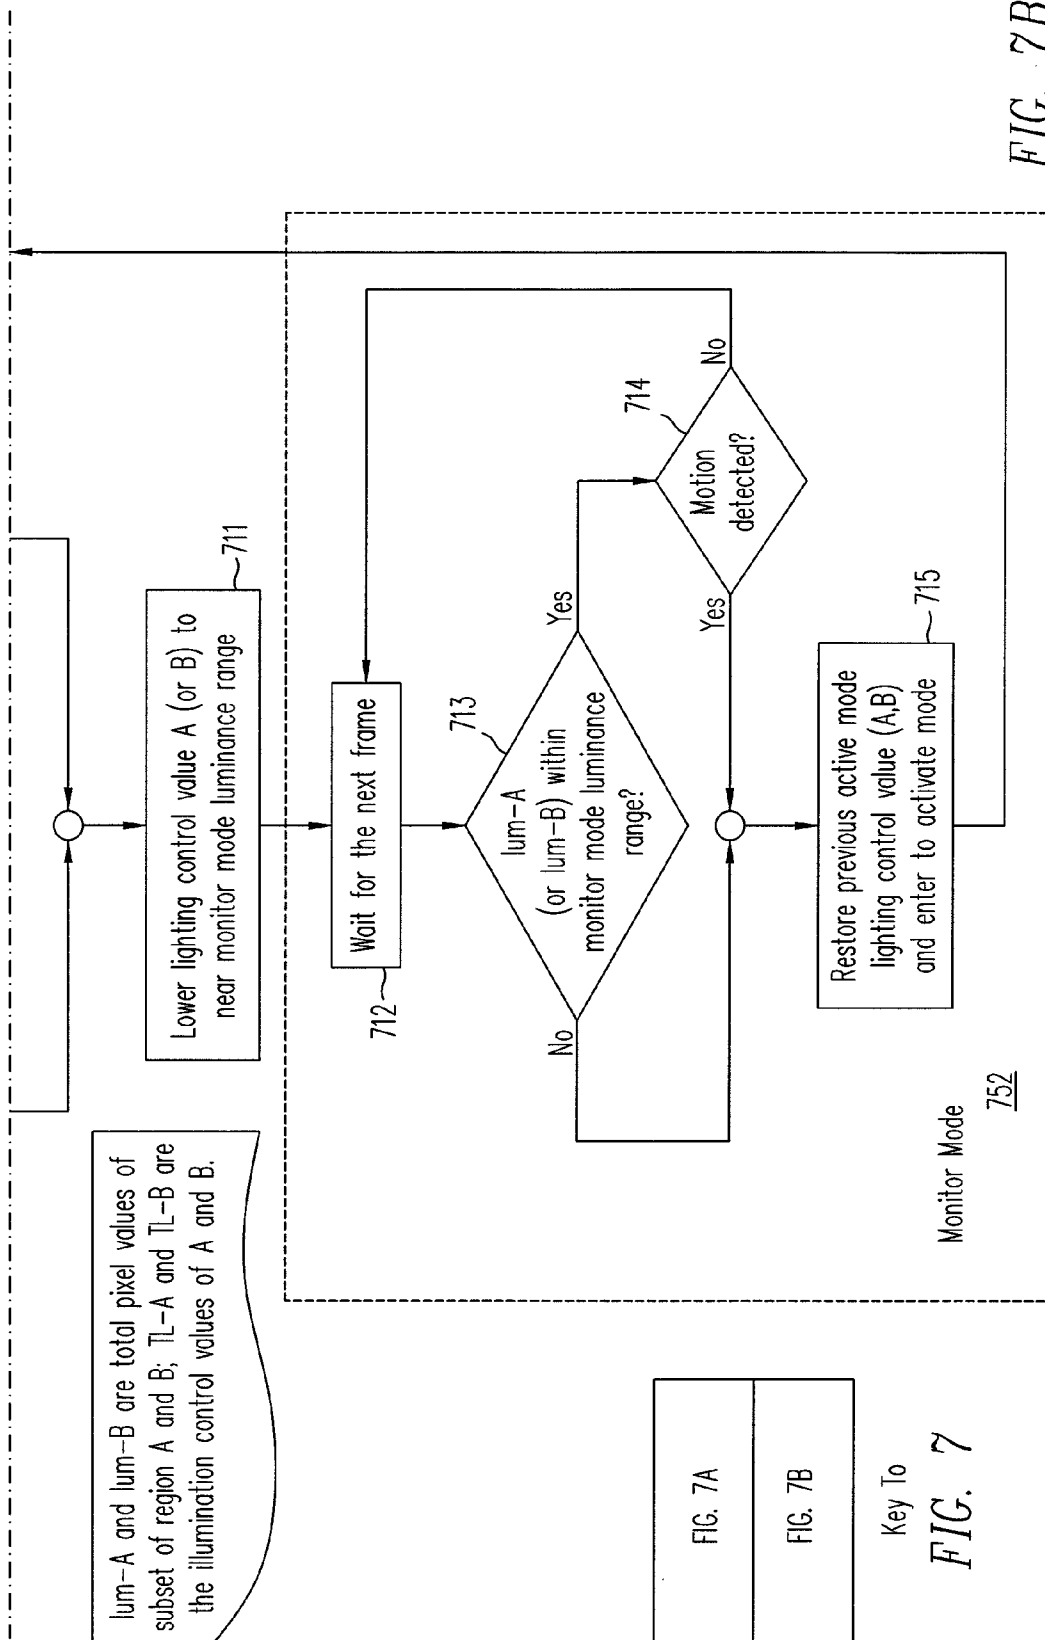 lum-A and lum-B are total pixel values of
subset of region A and B; TL-A and TL-B are
the illumination control values of A and B.
Lower lighting control value A (or B) to
near monitor mode luminance range
711
Wait for the next frame
712
lum-A
(or lum-B) within
monitor mode luminance
range?
713
No
Yes
Motion
detected?
714
Yes
No
Restore previous active mode
lighting control value (A,B)
and enter to activate mode
715
Monitor Mode
752
FIG. 7A
FIG. 7B
Key To
FIG. 7
FIG. 7B